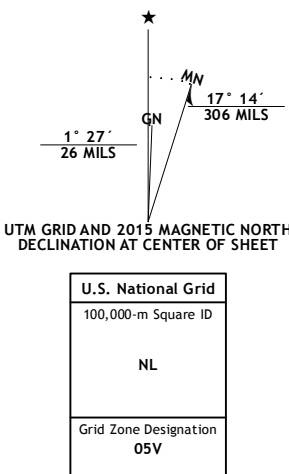 ★
MN
GN
17° 14´
306 MILS
1° 27´
26 MILS
UTM GRID AND 2015 MAGNETIC NORTH
DECLINATION AT CENTER OF SHEET
U.S. National Grid
100,000-m Square ID
NL
Grid Zone Designation
05V